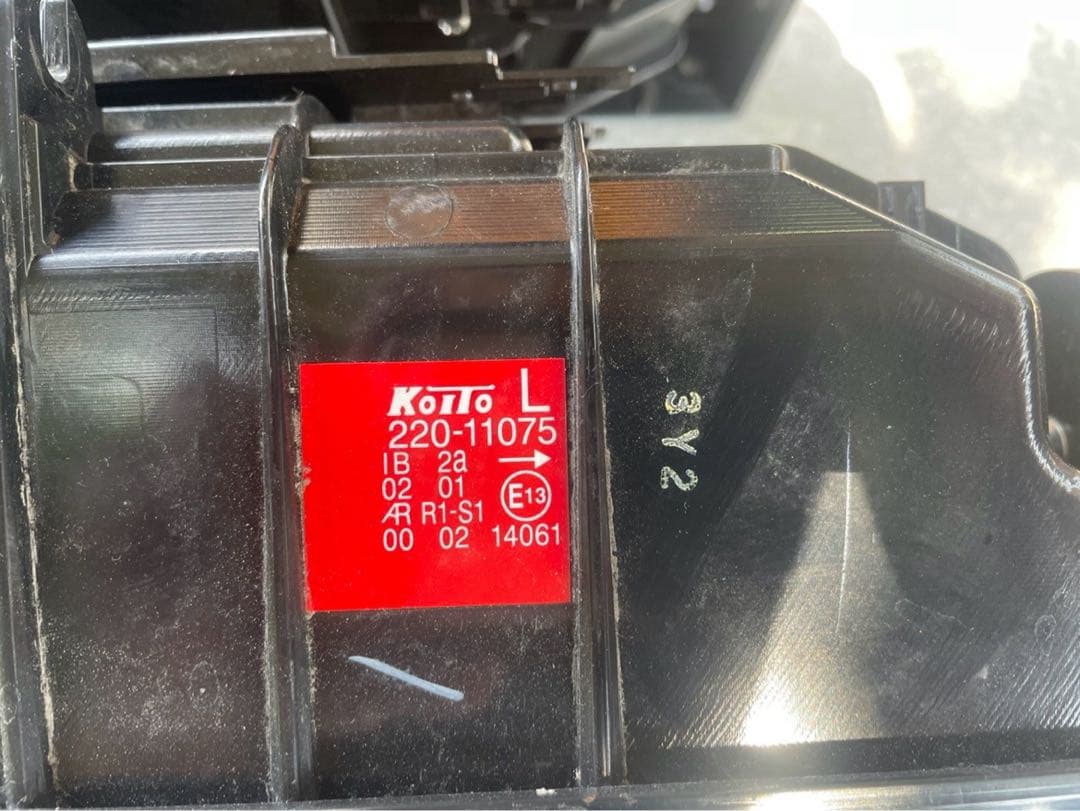 KOITO L
220-11075
IB 2a →
02 01 E13
AR R1-S1
00 02 14061
3Y2